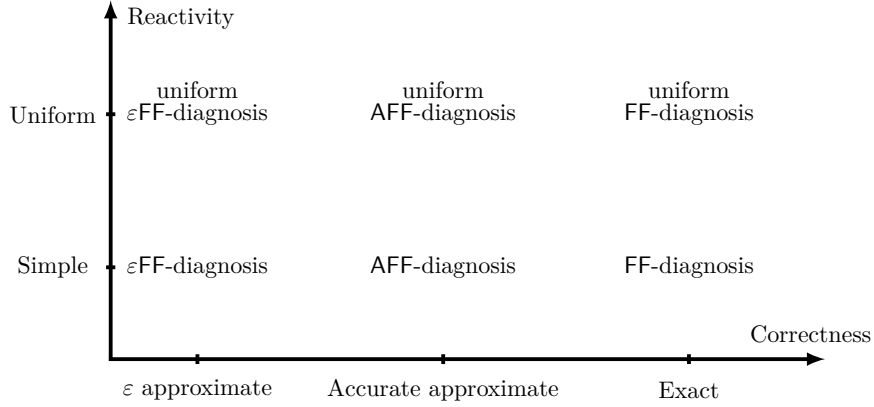 Reactivity
uniform uniform uniform
Uniform εFF-diagnosis AFF-diagnosis FF-diagnosis
Simple εFF-diagnosis AFF-diagnosis FF-diagnosis
Correctness
ε approximate Accurate approximate Exact